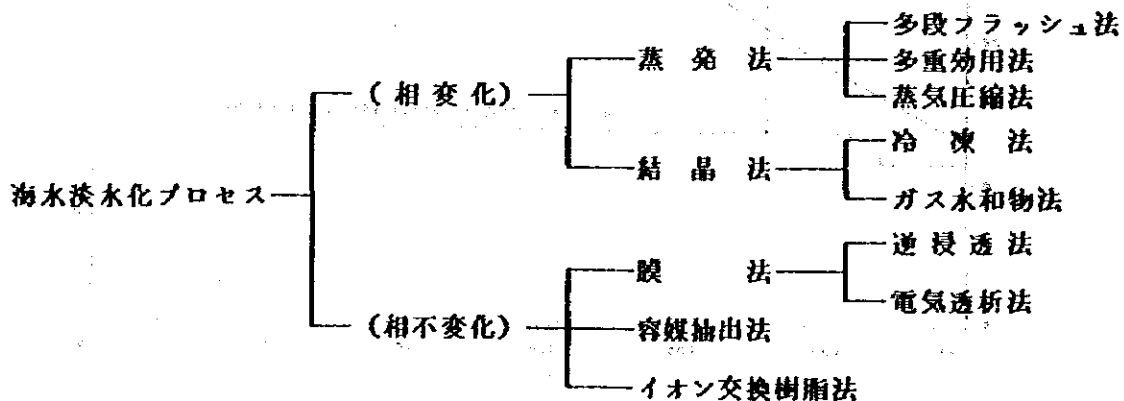 海水淡水化プロセス
(相変化)
蒸発法
多段フラッシュ法
多重効用法
蒸気圧縮法
結晶法
冷凍法
ガス水和物法
(相不変化)
膜法
逆浸透法
電気透析法
容媒抽出法
イオン交換樹脂法